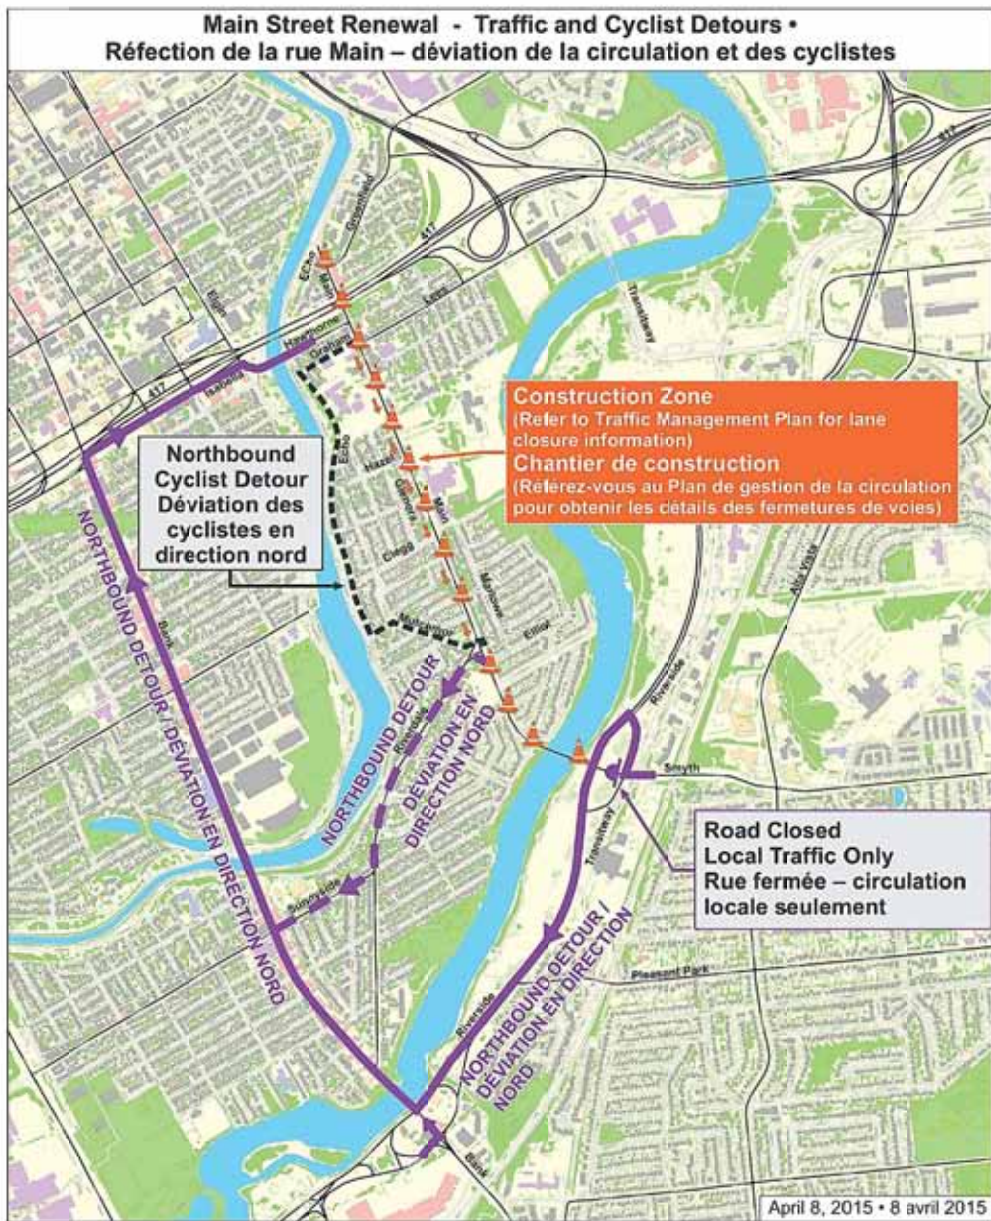 Main Street Renewal - Traffic and Cyclist Detours •
Réfection de la rue Main – déviation de la circulation et des cyclistes
Greenfield
Echo
Main
417
Lees
Elgin
Hawthorne
Graham
Isabella
417
Transitway
Construction Zone
(Refer to Traffic Management Plan for lane
closure information)
Chantier de construction
(Référez-vous au Plan de gestion de la circulation
pour obtenir les détails des fermetures de voies)
Northbound
Cyclist Detour
Déviation des
cyclistes en
direction nord
Echo
Hazel
Main
Clegg
Marlowe
Elliot
Alta Vista
Bank
NORTHBOUND DETOUR / DÉVIATION EN DIRECTION NORD
Riverdale
NORTHBOUND DETOUR
DÉVIATION EN
DIRECTION NORD
Riverside
Smyth
Transitway
Road Closed
Local Traffic Only
Rue fermée – circulation
locale seulement
Sunnyside
Pleasant Park
Riverside
NORTHBOUND DETOUR /
DÉVIATION EN DIRECTION
NORD
Bank
April 8, 2015 • 8 avril 2015